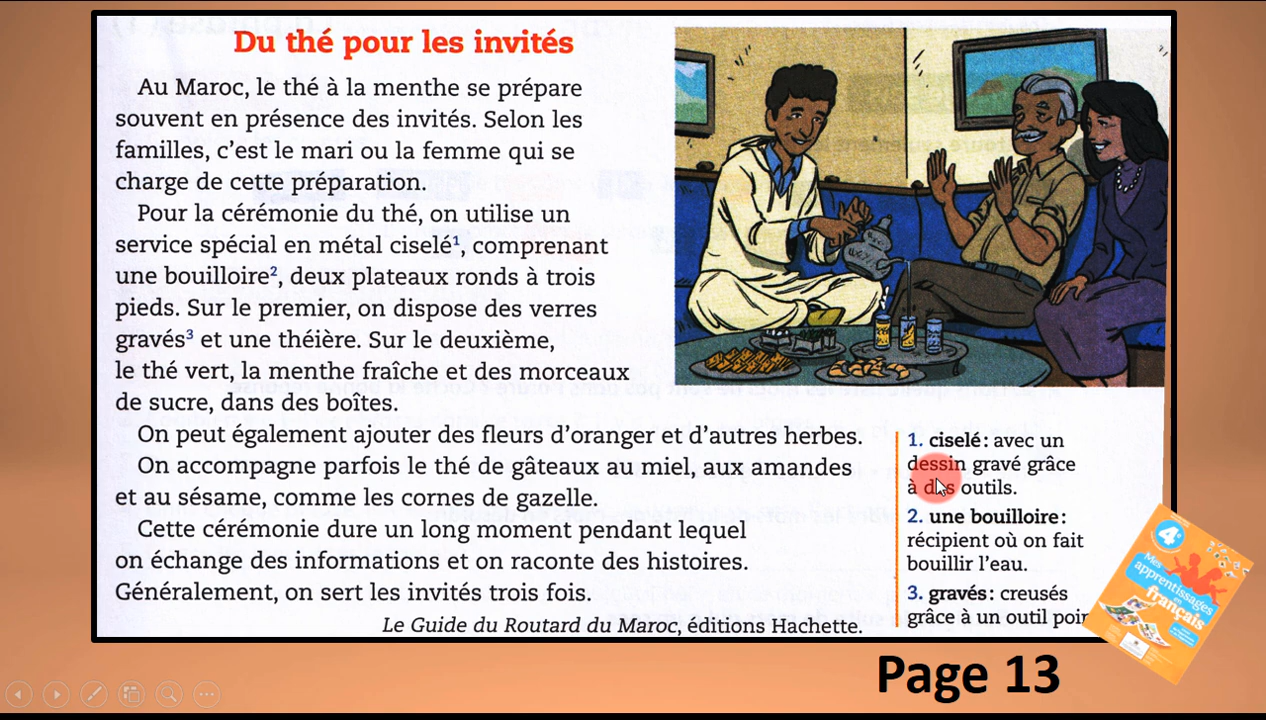 Du thé pour les invités
Au Maroc, le thé à la menthe se prépare
souvent en présence des invités. Selon les
familles, c’est le mari ou la femme qui se
charge de cette préparation.
Pour la cérémonie du thé, on utilise un
service spécial en métal ciselé¹, comprenant
une bouilloire², deux plateaux ronds à trois
pieds. Sur le premier, on dispose des verres
gravés³ et une théière. Sur le deuxième,
le thé vert, la menthe fraîche et des morceaux
de sucre, dans des boîtes.
On peut également ajouter des fleurs d’oranger et d’autres herbes.
On accompagne parfois le thé de gâteaux au miel, aux amandes
et au sésame, comme les cornes de gazelle.
Cette cérémonie dure un long moment pendant lequel
on échange des informations et on raconte des histoires.
Généralement, on sert les invités trois fois.
Le Guide du Routard du Maroc, éditions Hachette.
1. ciselé : avec un
dessin gravé grâce
à des outils.
2. une bouilloire :
récipient où on fait
bouillir l’eau.
3. gravés : creusés
grâce à un outil
4e
Mes
apprentissages
en
français
Page 13